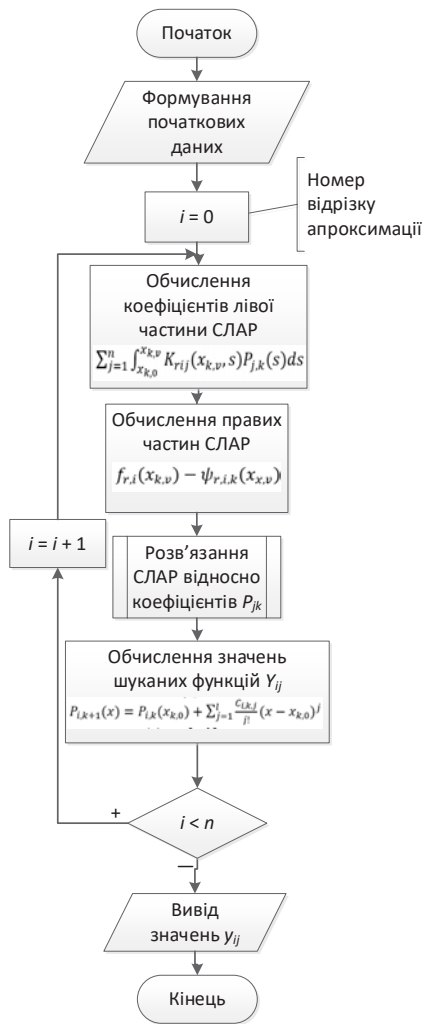 Початок
Формування
початкових
даних
i = 0
Номер
відрізку
апроксимації
Обчислення
коефіцієнтів лівої
частини СЛАР
∑_{j=1}^{n} ∫_{x_{k,0}}^{x_{k,v}} K_{rij}(x_{k,v}, s)P_{j,k}(s)ds
Обчислення правих
частин СЛАР
f_{r,i}(x_{k,v}) − ψ_{r,i,k}(x_{x,v})
i = i + 1
Розв’язання
СЛАР відносно
коефіцієнтів P_{jk}
Обчислення значень
шуканих функцій Y_{ij}
P_{i,k+1}(x) = P_{i,k}(x_{k,0}) + ∑_{j=1}^{l} \frac{c_{i,k,j}}{j!}(x − x_{k,0})^j
+
i < n
—
Вивід
значень y_{ij}
Кінець